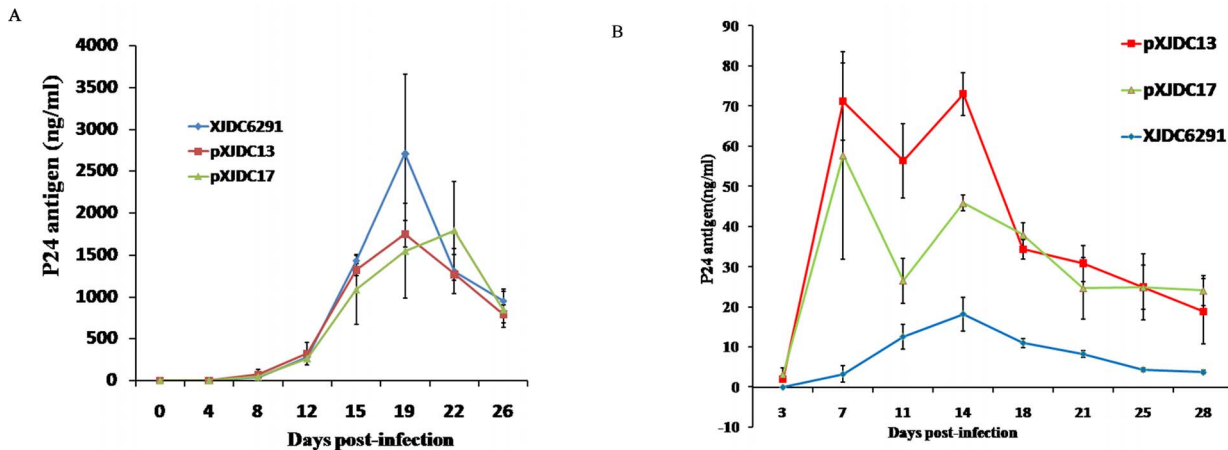 A
P24 antigen (ng/ml)
4000
3500
3000
2500
2000
1500
1000
500
0
XJDC6291
pXJDC13
pXJDC17
0 4 8 12 15 19 22 26
Days post-infection
B
P24 antigen(ng/ml)
90
80
70
60
50
40
30
20
10
0
-10
pXJDC13
pXJDC17
XJDC6291
3 7 11 14 18 21 25 28
Days post-infection